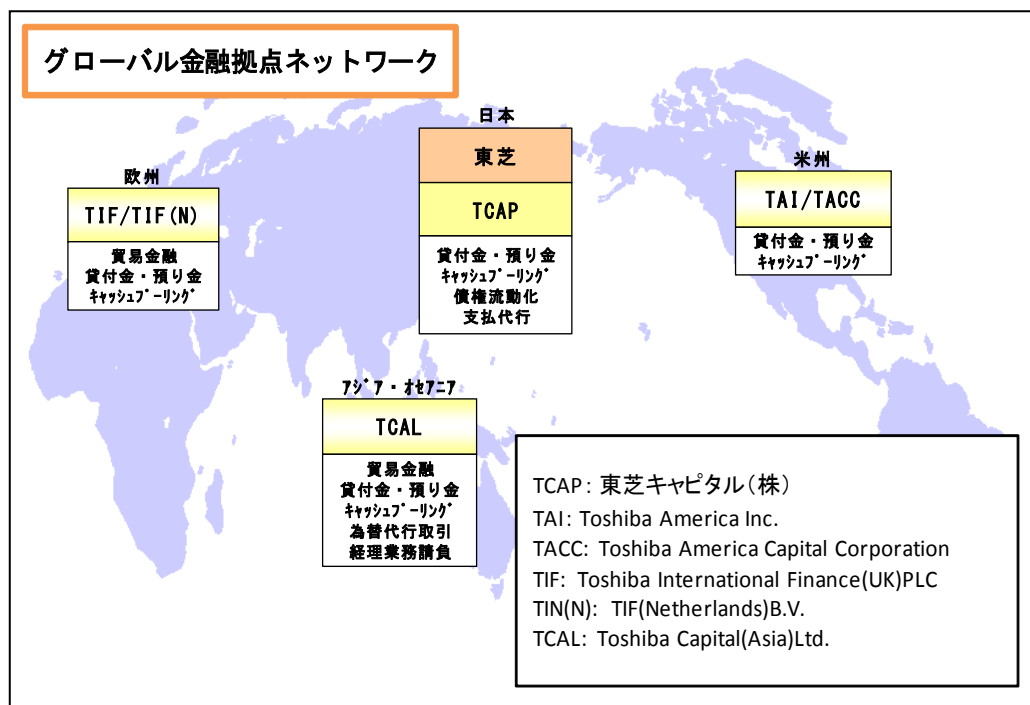 グローバル金融拠点ネットワーク
日本
東芝
TCAP
貸付金・預り金
ｷｬｯｼｭﾌﾟｰﾘﾝｸﾞ
債権流動化
支払代行
欧州
TIF/TIF(N)
貿易金融
貸付金・預り金
ｷｬｯｼｭﾌﾟｰﾘﾝｸﾞ
米州
TAI/TACC
貸付金・預り金
ｷｬｯｼｭﾌﾟｰﾘﾝｸﾞ
ｱｼﾞｱ・ｵｾｱﾆｱ
TCAL
貿易金融
貸付金・預り金
ｷｬｯｼｭﾌﾟｰﾘﾝｸﾞ
為替代行取引
経理業務請負
TCAP: 東芝キャピタル（株）
TAI: Toshiba America Inc.
TACC: Toshiba America Capital Corporation
TIF: Toshiba International Finance(UK)PLC
TIN(N): TIF(Netherlands)B.V.
TCAL: Toshiba Capital(Asia)Ltd.